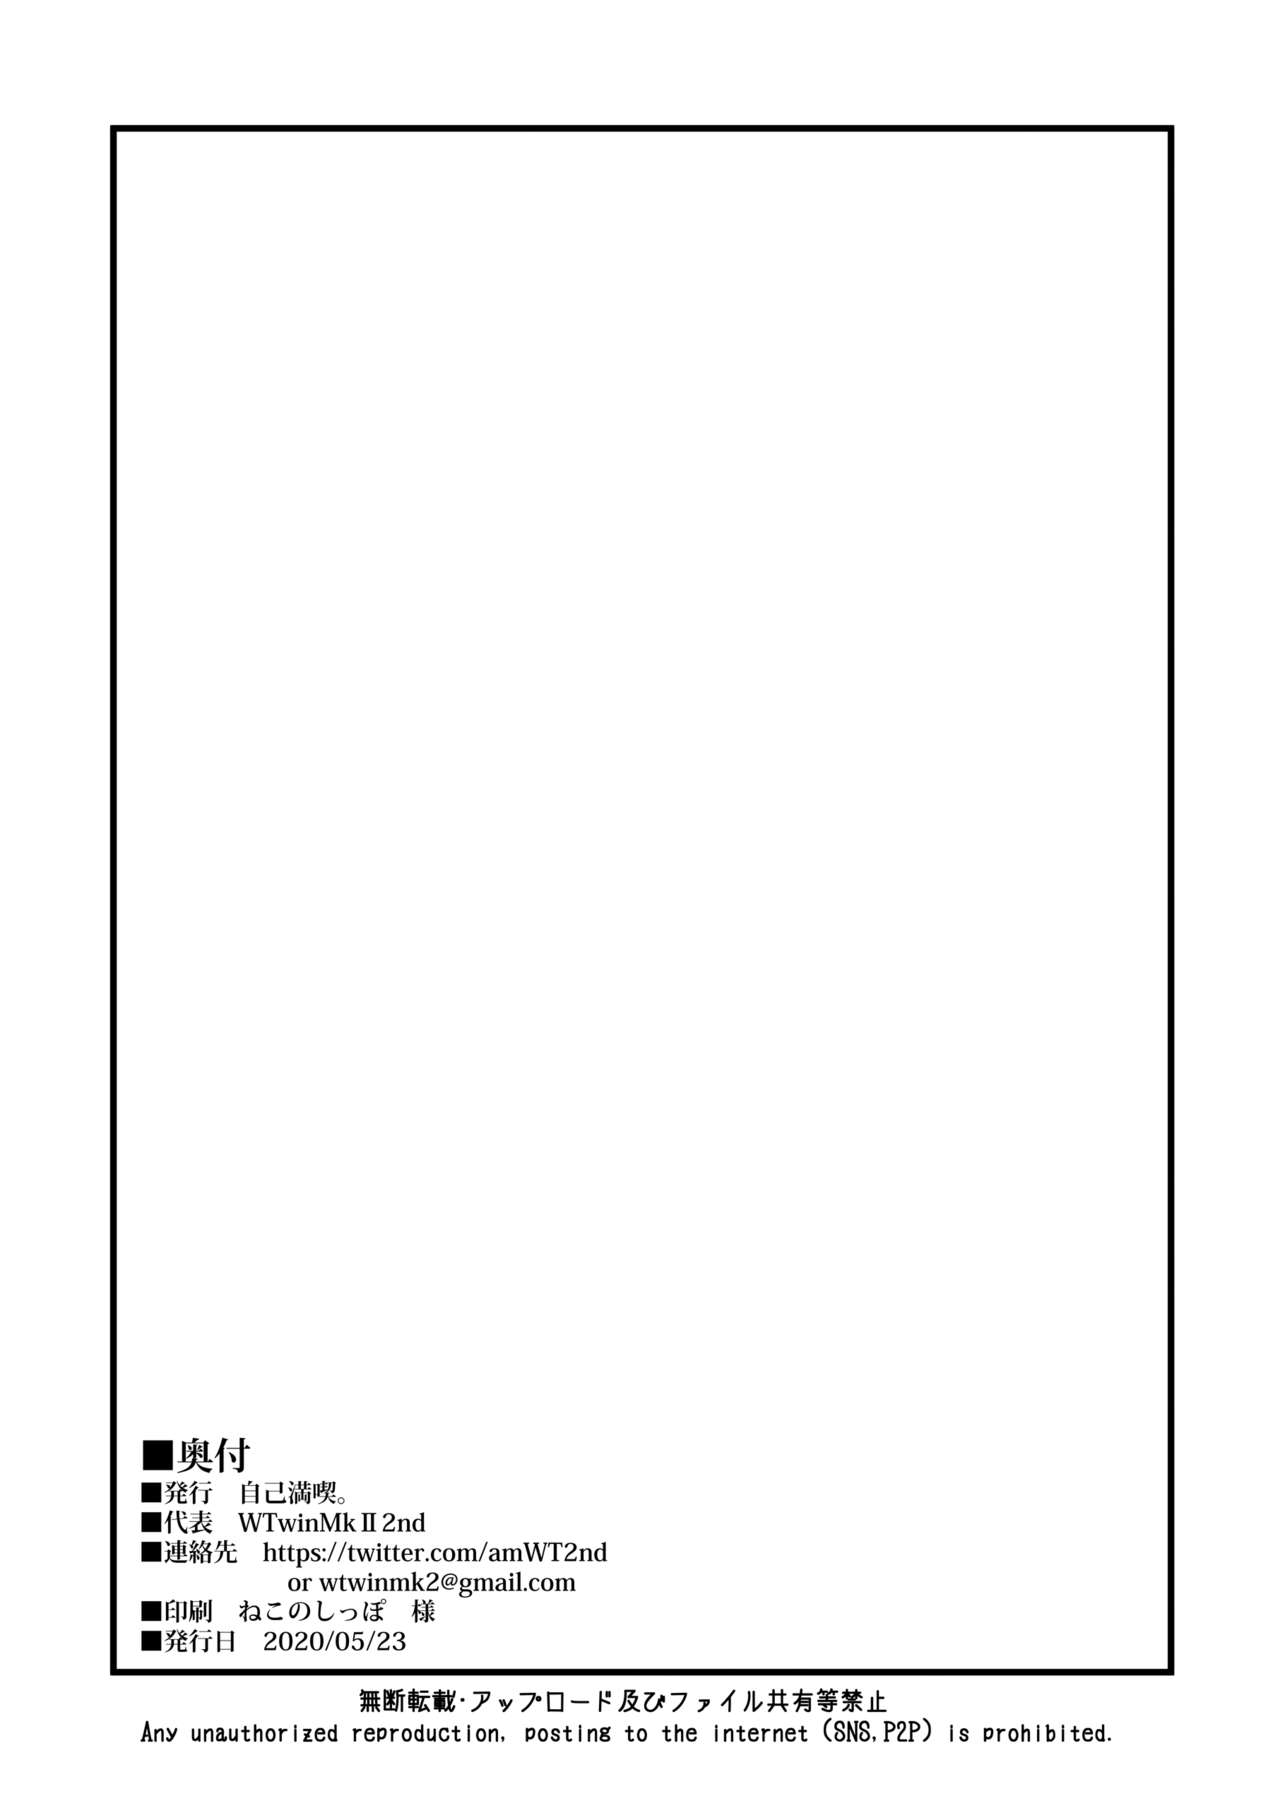 ■奥付
■発行　自己満喫。
■代表　WTwinMkⅡ2nd
■連絡先　https://twitter.com/amWT2nd
or wtwinmk2@gmail.com
■印刷　ねこのしっぽ　様
■発行日　2020/05/23
無断転載・アップロード及びファイル共有等禁止
Any unauthorized reproduction, posting to the internet (SNS,P2P) is prohibited.